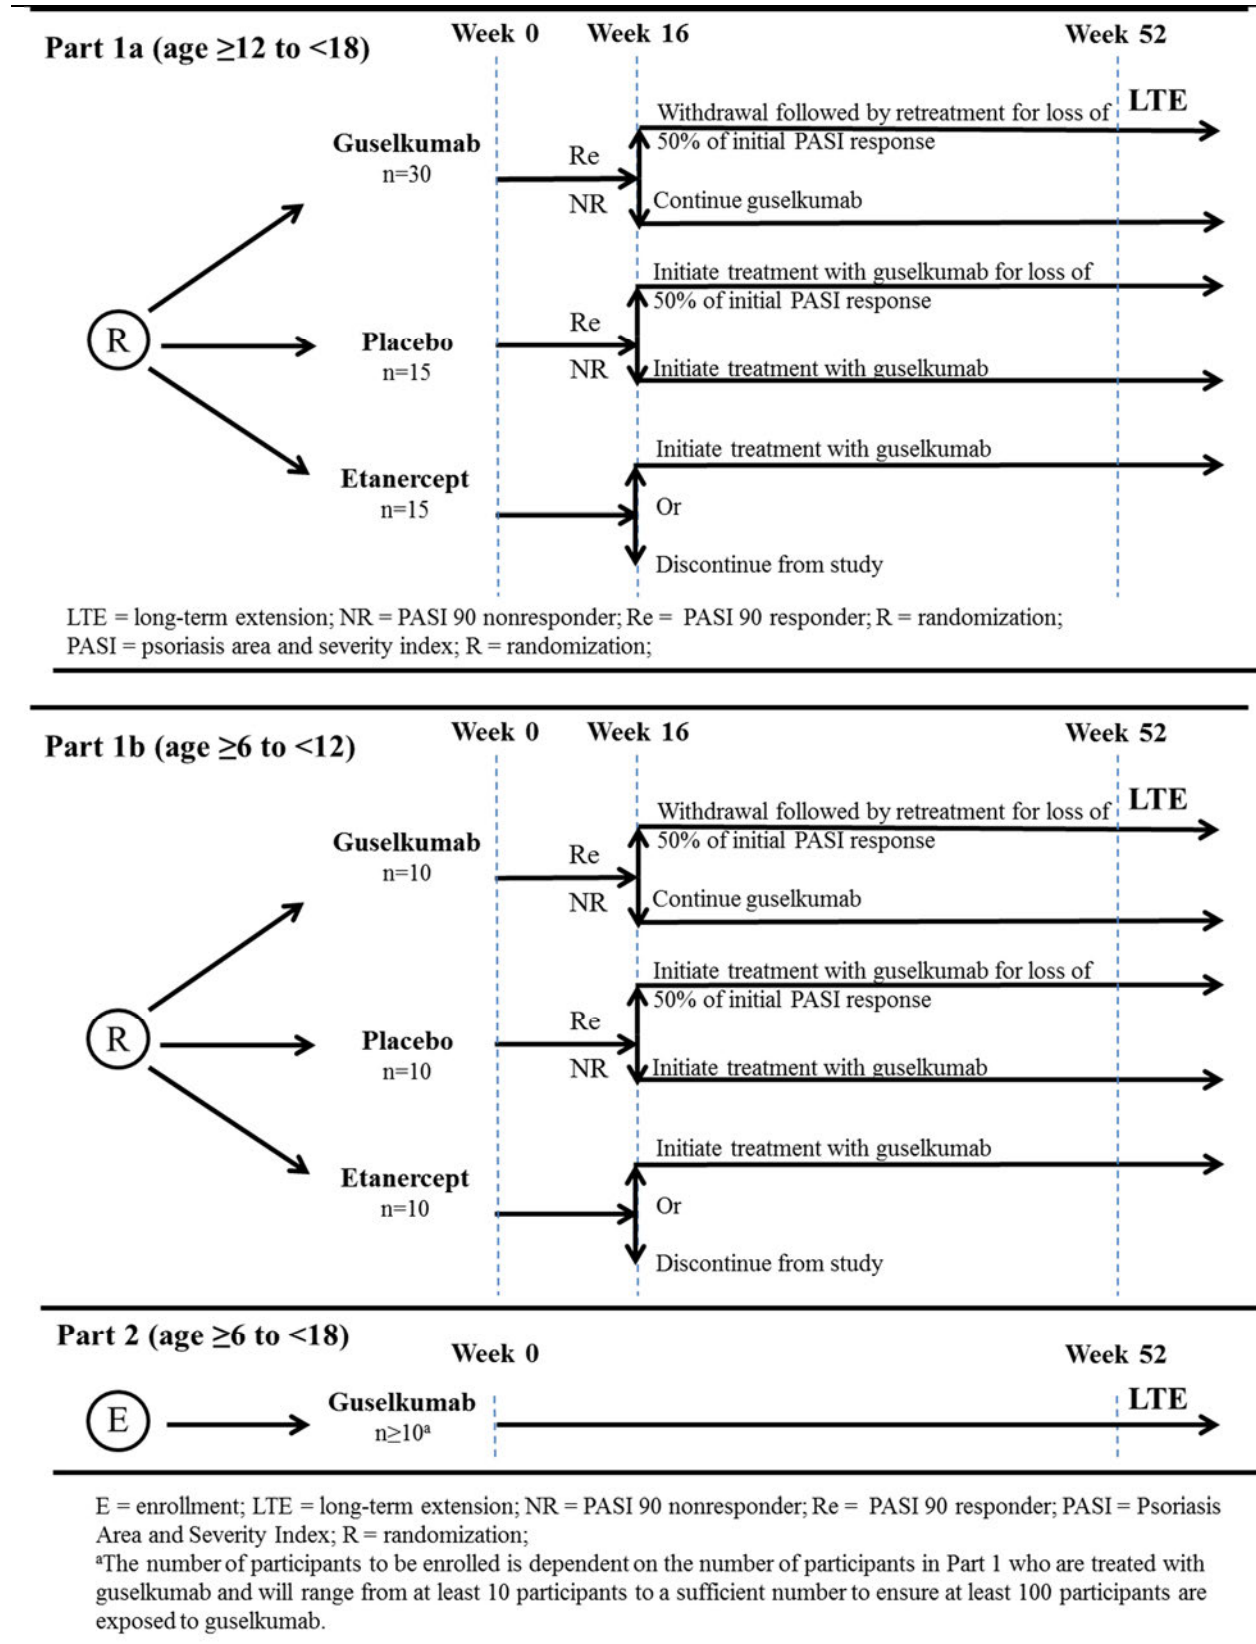 Part 1a (age ≥12 to <18)
Week 0
Week 16
Week 52
LTE
Guselkumab
n=30
Re
NR
Withdrawal followed by retreatment for loss of
50% of initial PASI response
Continue guselkumab
R
Placebo
n=15
Re
NR
Initiate treatment with guselkumab for loss of
50% of initial PASI response
Initiate treatment with guselkumab
Etanercept
n=15
Initiate treatment with guselkumab
Or
Discontinue from study
LTE = long-term extension; NR = PASI 90 nonresponder; Re = PASI 90 responder; R = randomization;
PASI = psoriasis area and severity index; R = randomization;
Part 1b (age ≥6 to <12)
Week 0
Week 16
Week 52
LTE
Guselkumab
n=10
Re
NR
Withdrawal followed by retreatment for loss of
50% of initial PASI response
Continue guselkumab
R
Placebo
n=10
Re
NR
Initiate treatment with guselkumab for loss of
50% of initial PASI response
Initiate treatment with guselkumab
Etanercept
n=10
Initiate treatment with guselkumab
Or
Discontinue from study
Part 2 (age ≥6 to <18)
Week 0
Week 52
LTE
E
Guselkumab
n≥10ᵃ
E = enrollment; LTE = long-term extension; NR = PASI 90 nonresponder; Re = PASI 90 responder; PASI = Psoriasis
Area and Severity Index; R = randomization;
ᵃThe number of participants to be enrolled is dependent on the number of participants in Part 1 who are treated with
guselkumab and will range from at least 10 participants to a sufficient number to ensure at least 100 participants are
exposed to guselkumab.